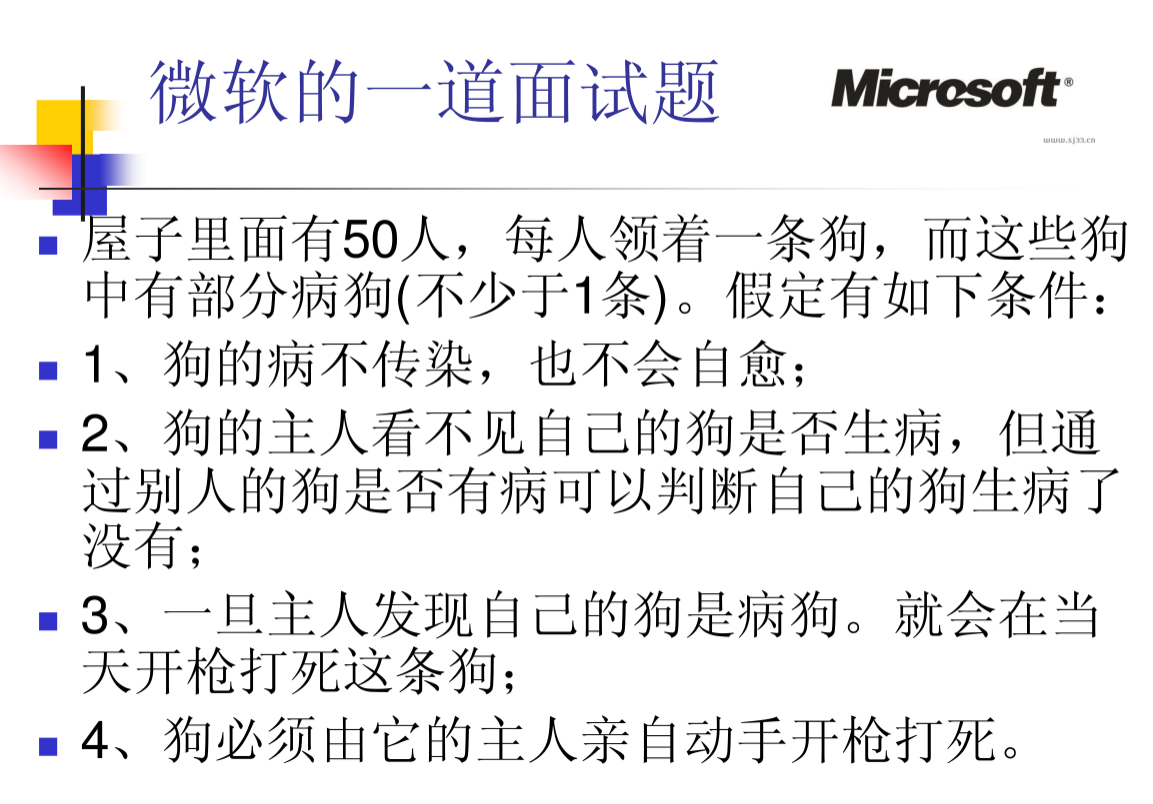 微软的一道面试题
Microsoft®
www.sj33.cn
屋子里面有50人，每人领着一条狗，而这些狗
中有部分病狗(不少于1条)。假定有如下条件：
1、狗的病不传染，也不会自愈；
2、狗的主人看不见自己的狗是否生病，但通
过别人的狗是否有病可以判断自己的狗生病了
没有；
3、一旦主人发现自己的狗是病狗。就会在当
天开枪打死这条狗；
4、狗必须由它的主人亲自动手开枪打死。